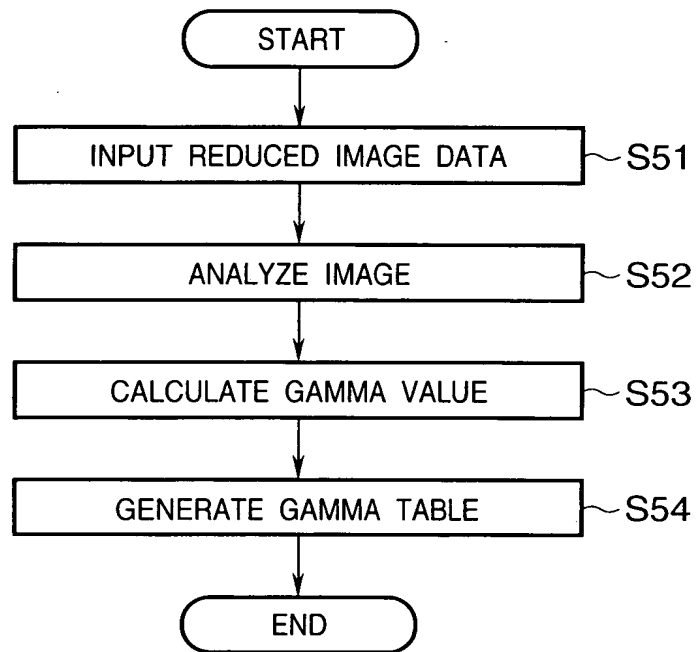 START
INPUT REDUCED IMAGE DATA S51
ANALYZE IMAGE S52
CALCULATE GAMMA VALUE S53
GENERATE GAMMA TABLE S54
END